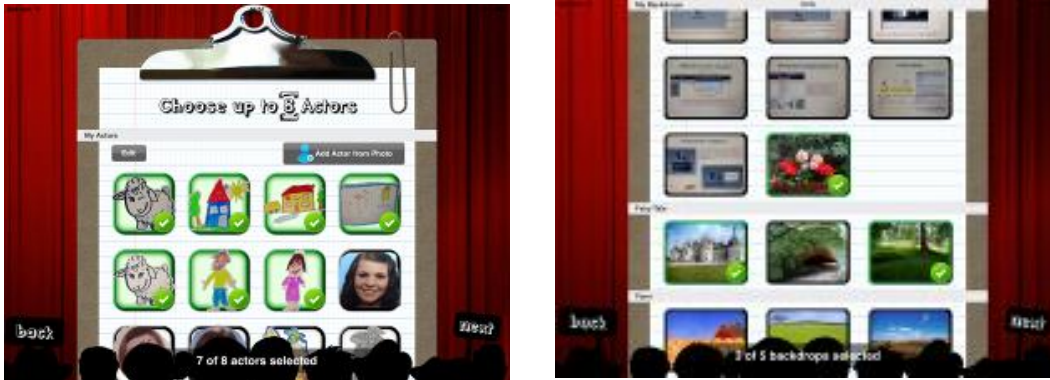 Choose up to 8 Actors
My Actors
Edit
Add Actor from Photo
back
next
7 of 8 actors selected
My Backdrops
Fairy Tale
Farm
back
next
3 of 5 backdrops selected